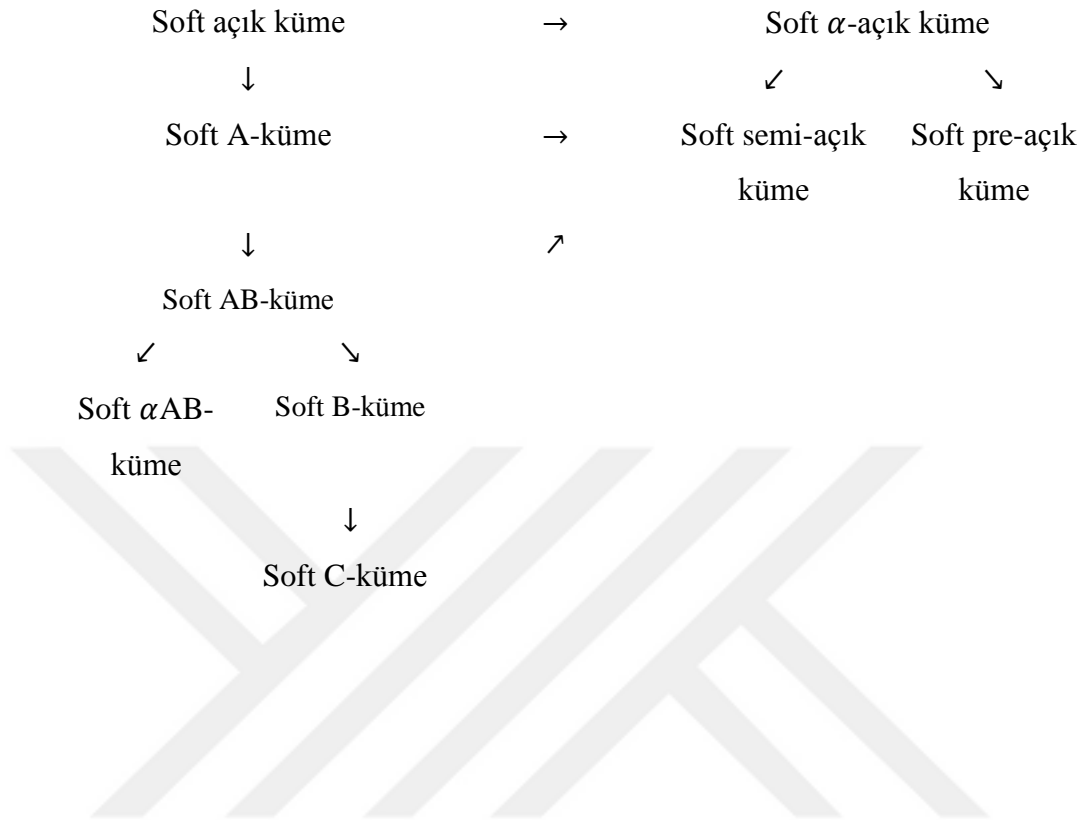 Soft açık küme → Soft α-açık küme
↓ ↙ ↘
Soft A-küme → Soft semi-açık Soft pre-açık
küme küme
↓ ↗
Soft AB-küme
↙ ↘
Soft αAB- Soft B-küme
küme
↓
Soft C-küme